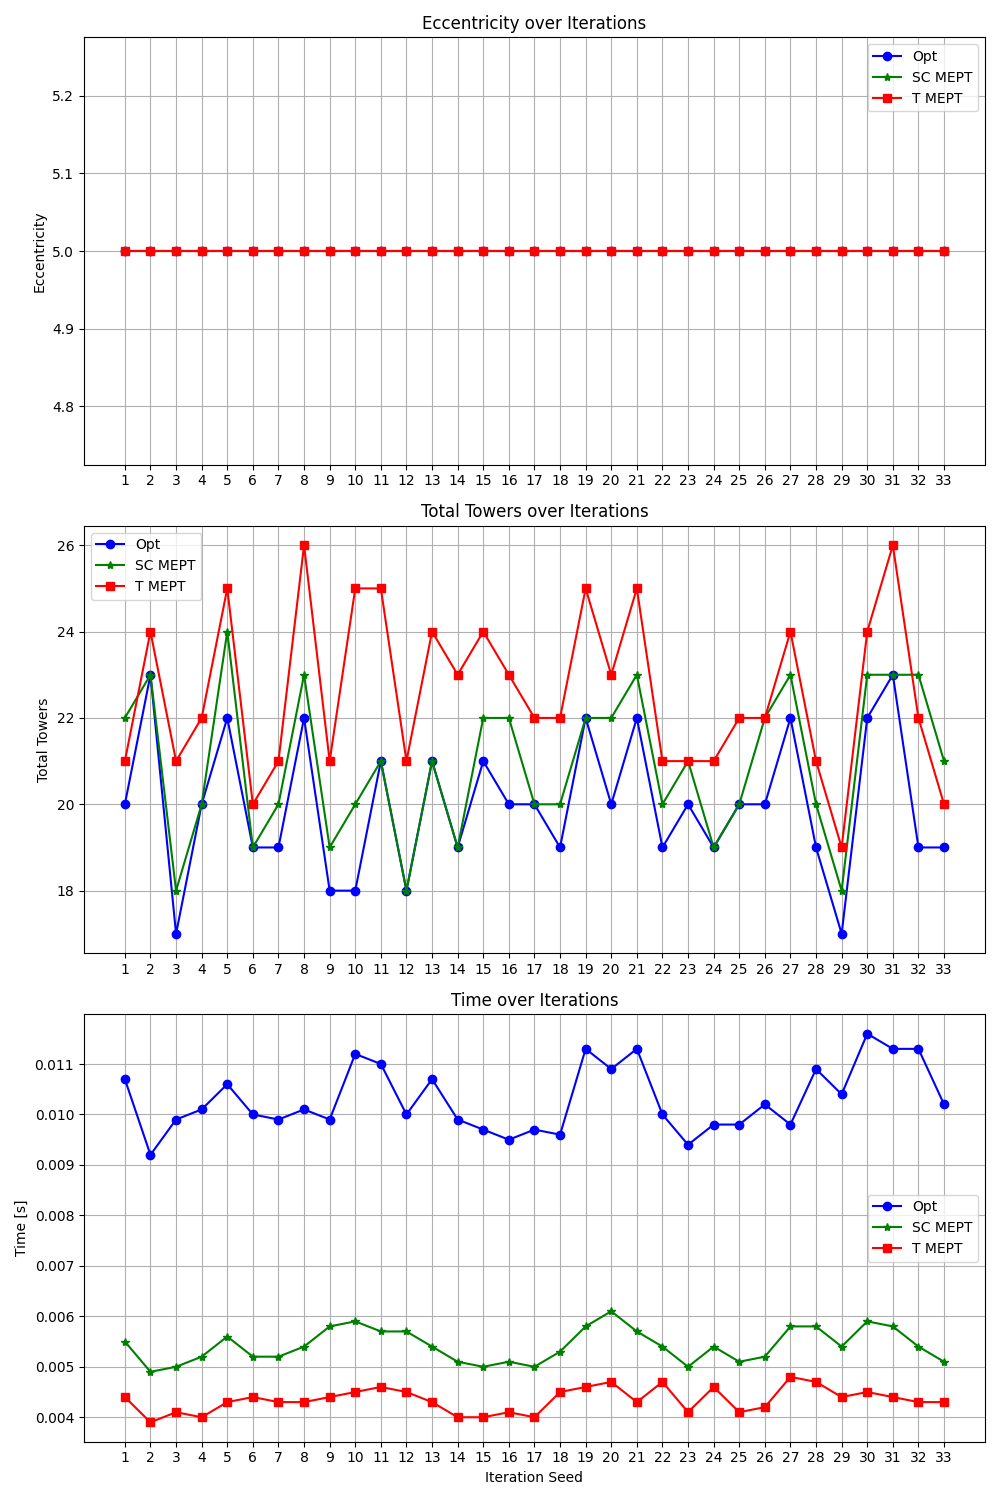 Eccentricity over Iterations
Opt
SC MEPT
T MEPT
5.2
5.1
5.0
4.9
4.8
Eccentricity
1 2 3 4 5 6 7 8 9 10 11 12 13 14 15 16 17 18 19 20 21 22 23 24 25 26 27 28 29 30 31 32 33
Total Towers over Iterations
Opt
SC MEPT
T MEPT
26
24
22
20
18
Total Towers
1 2 3 4 5 6 7 8 9 10 11 12 13 14 15 16 17 18 19 20 21 22 23 24 25 26 27 28 29 30 31 32 33
Time over Iterations
0.011
0.010
0.009
0.008
0.007
0.006
0.005
0.004
Time [s]
Opt
SC MEPT
T MEPT
1 2 3 4 5 6 7 8 9 10 11 12 13 14 15 16 17 18 19 20 21 22 23 24 25 26 27 28 29 30 31 32 33
Iteration Seed